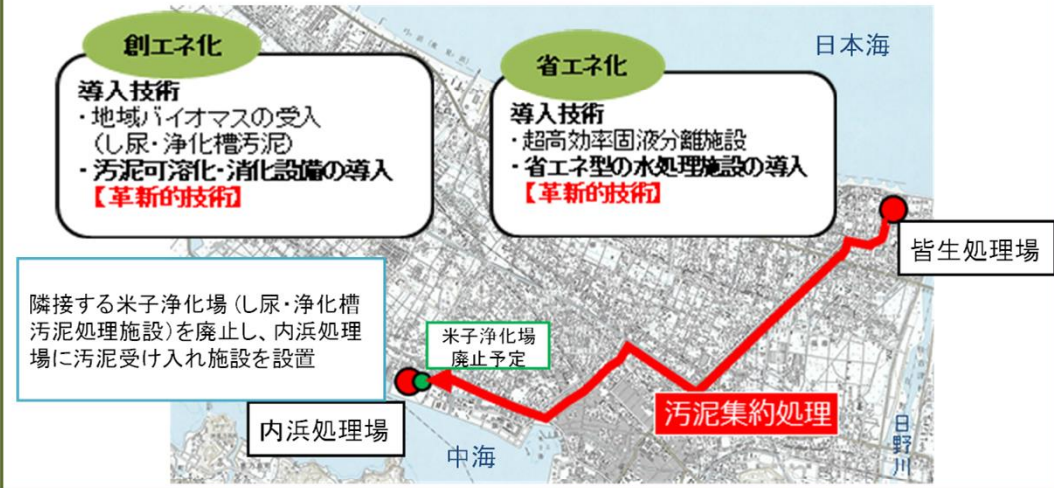 創エネ化
導入技術
・地域バイオマスの受入
（し尿・浄化槽汚泥）
・汚泥可溶化・消化設備の導入
【革新的技術】
省エネ化
導入技術
・超高効率固液分離施設
・省エネ型の水処理施設の導入
【革新的技術】
日本海
皆生処理場
隣接する米子浄化場（し尿・浄化槽
汚泥処理施設）を廃止し、内浜処理
場に汚泥受け入れ施設を設置
米子浄化場
廃止予定
内浜処理場
汚泥集約処理
中海
日野川